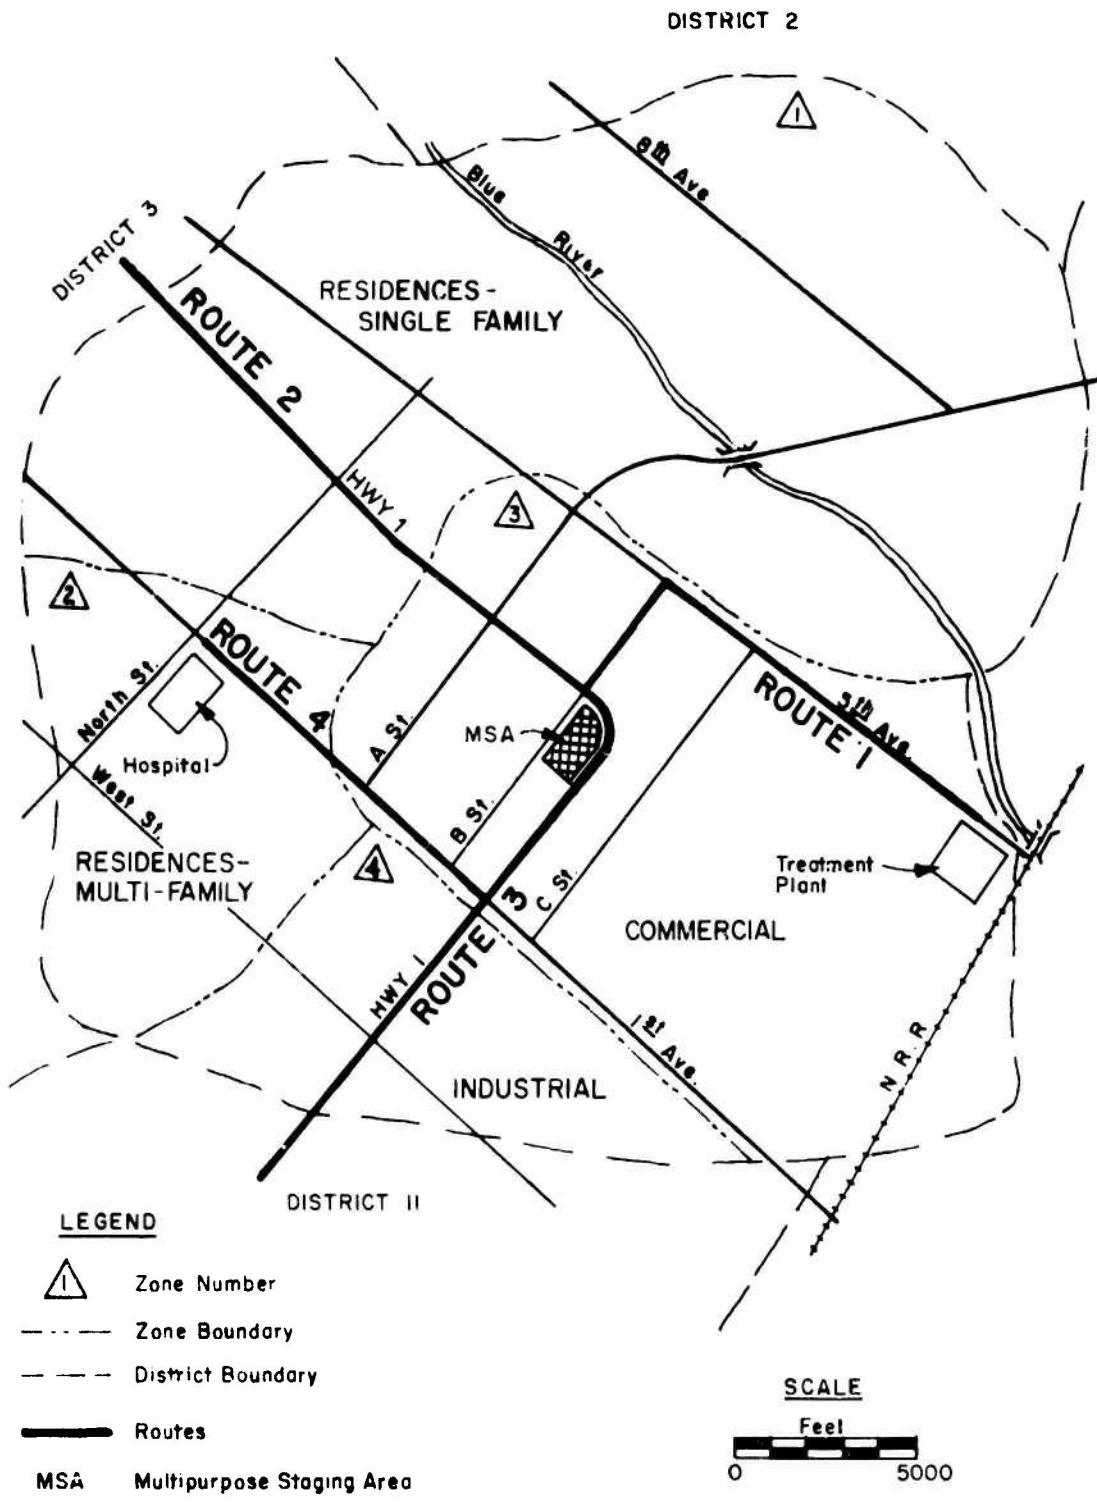 DISTRICT 2
1
8th Ave
Blue
River
DISTRICT 3
RESIDENCES-
SINGLE FAMILY
ROUTE 2
HWY 1
3
2
ROUTE 4
North St.
Hospital
West St.
A St.
MSA
B St.
ROUTE 1
5th Ave.
RESIDENCES-
MULTI-FAMILY
4
C St.
Treatment
Plant
COMMERCIAL
HWY 1
ROUTE 3
1st Ave.
N.R.R
INDUSTRIAL
DISTRICT 11
LEGEND
1 Zone Number
Zone Boundary
District Boundary
Routes
MSA Multipurpose Staging Area
SCALE
Feet
0 5000